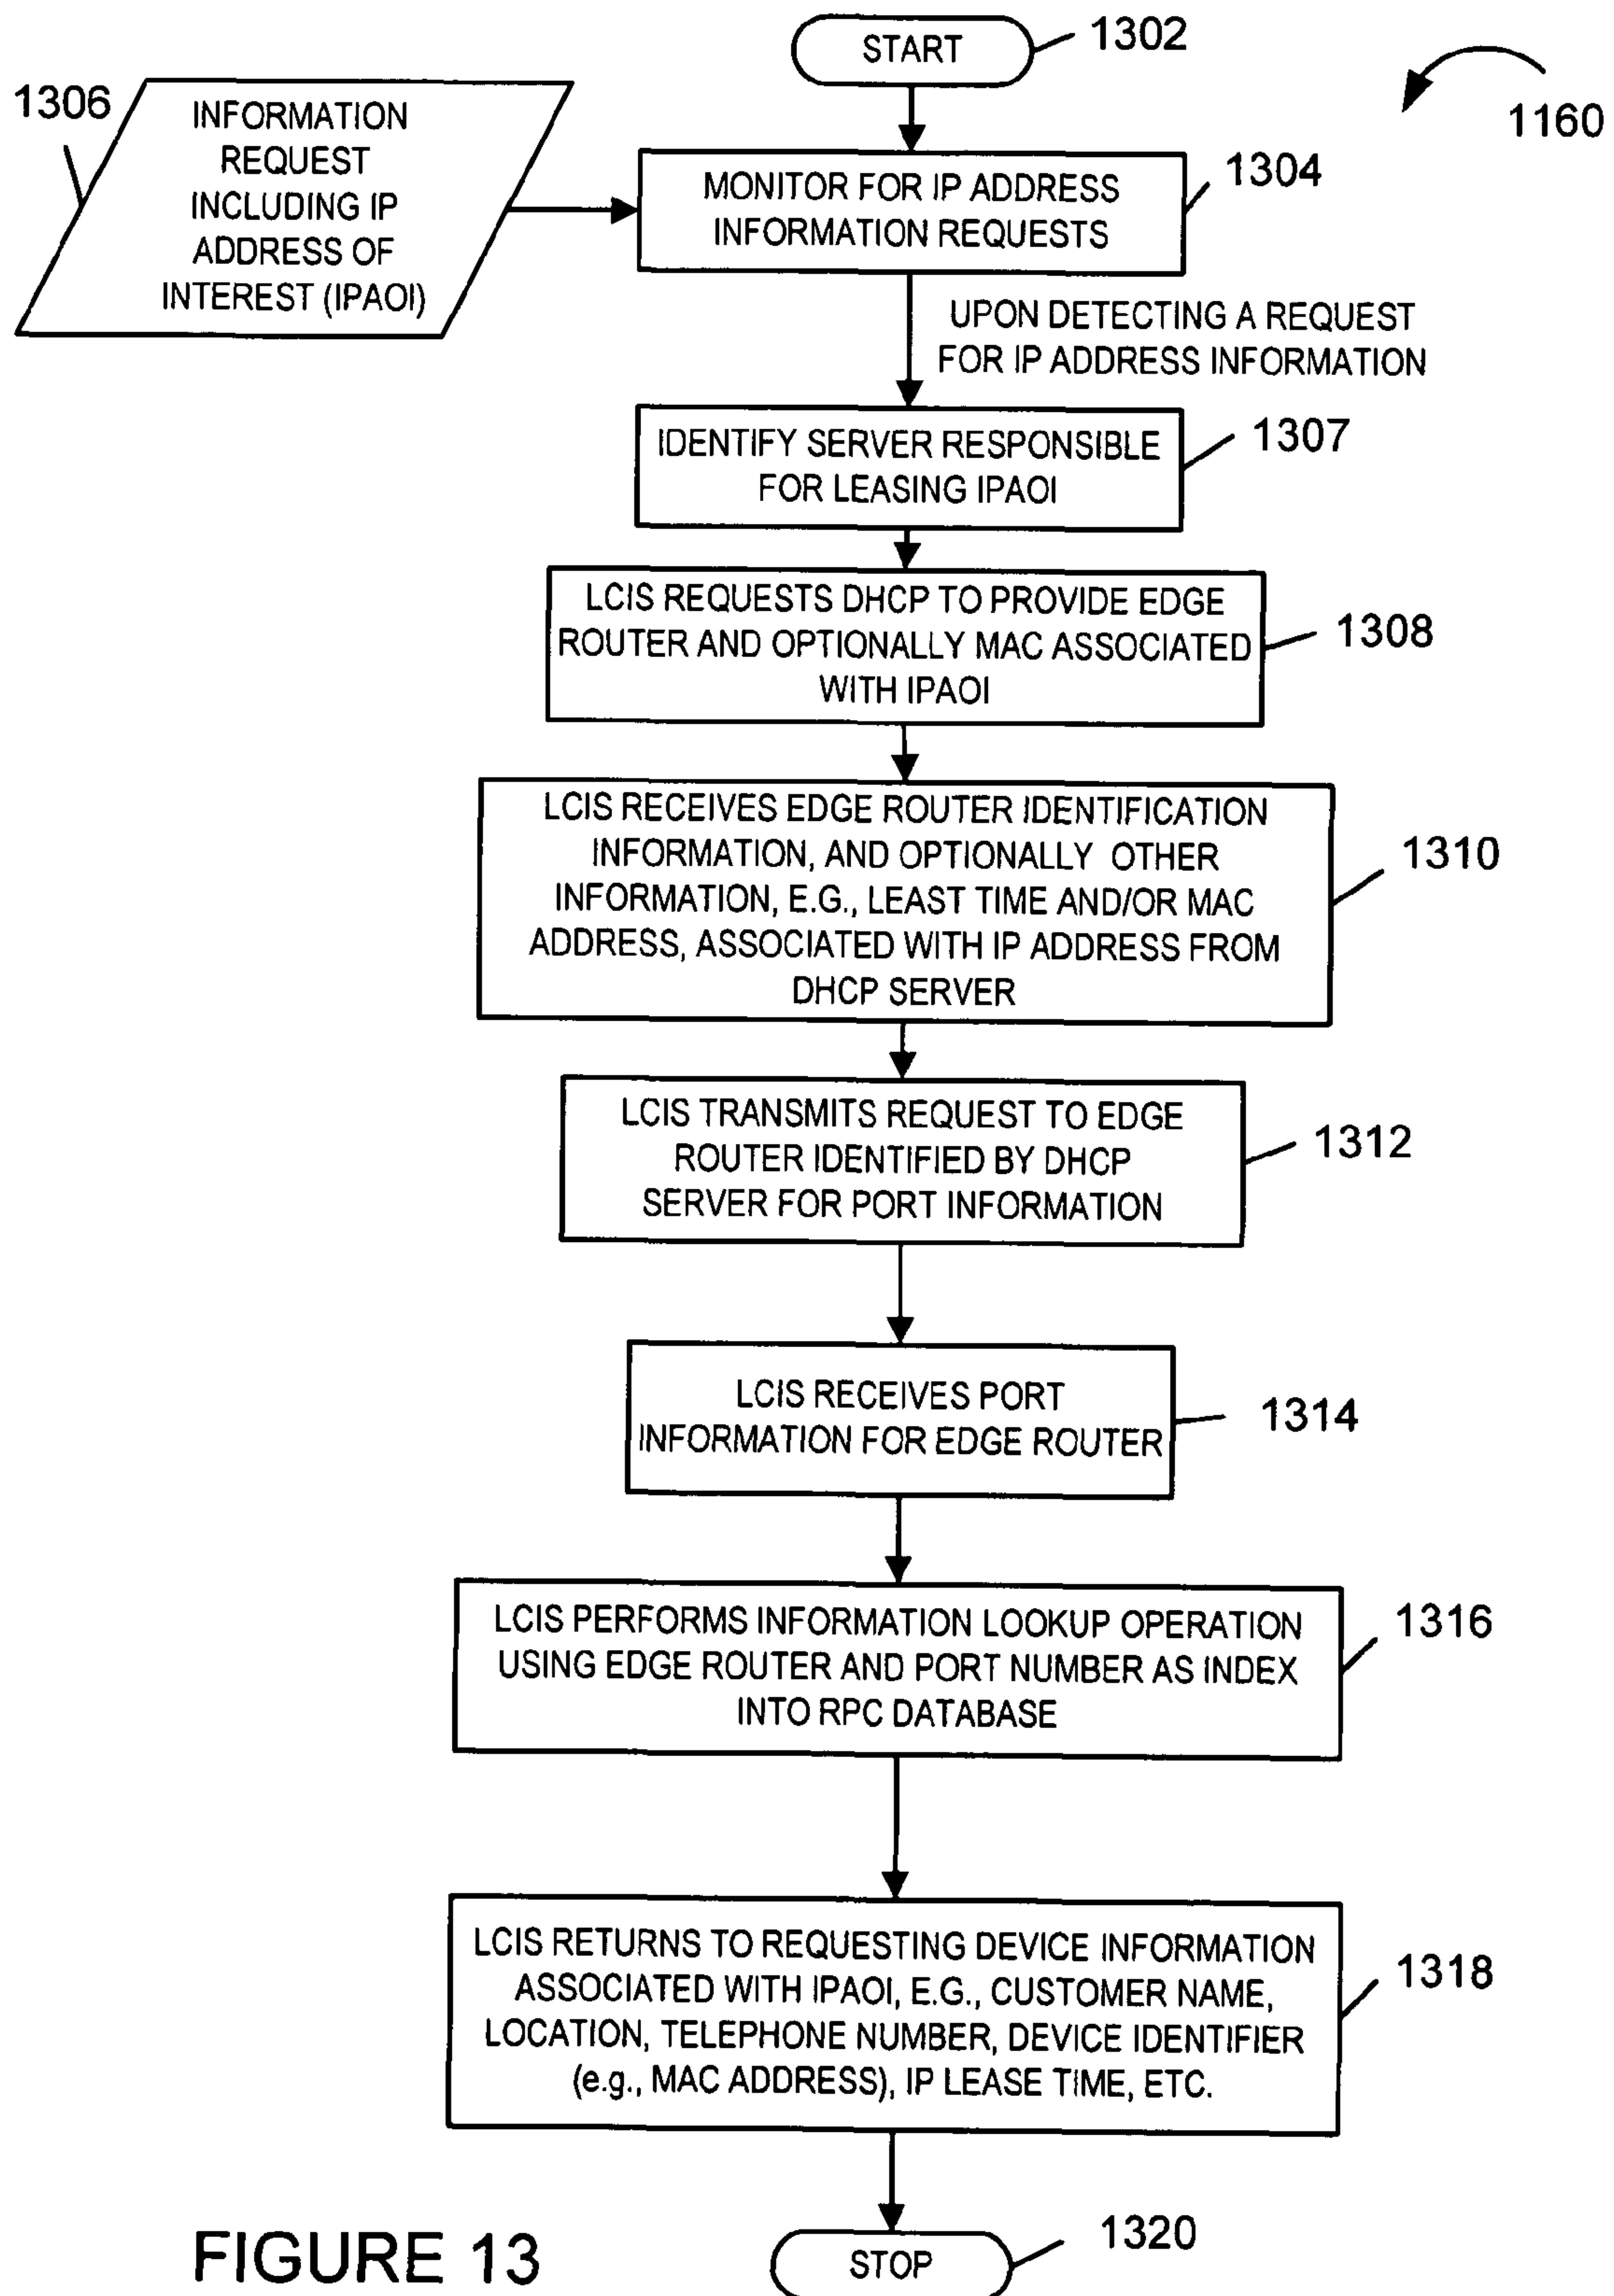 START
1302
1160
1306
INFORMATION
REQUEST
INCLUDING IP
ADDRESS OF
INTEREST (IPAOI)
MONITOR FOR IP ADDRESS
INFORMATION REQUESTS
1304
UPON DETECTING A REQUEST
FOR IP ADDRESS INFORMATION
IDENTIFY SERVER RESPONSIBLE
FOR LEASING IPAOI
1307
LCIS REQUESTS DHCP TO PROVIDE EDGE
ROUTER AND OPTIONALLY MAC ASSOCIATED
WITH IPAOI
1308
LCIS RECEIVES EDGE ROUTER IDENTIFICATION
INFORMATION, AND OPTIONALLY OTHER
INFORMATION, E.G., LEAST TIME AND/OR MAC
ADDRESS, ASSOCIATED WITH IP ADDRESS FROM
DHCP SERVER
1310
LCIS TRANSMITS REQUEST TO EDGE
ROUTER IDENTIFIED BY DHCP
SERVER FOR PORT INFORMATION
1312
LCIS RECEIVES PORT
INFORMATION FOR EDGE ROUTER
1314
LCIS PERFORMS INFORMATION LOOKUP OPERATION
USING EDGE ROUTER AND PORT NUMBER AS INDEX
INTO RPC DATABASE
1316
LCIS RETURNS TO REQUESTING DEVICE INFORMATION
ASSOCIATED WITH IPAOI, E.G., CUSTOMER NAME,
LOCATION, TELEPHONE NUMBER, DEVICE IDENTIFIER
(e.g., MAC ADDRESS), IP LEASE TIME, ETC.
1318
STOP
1320
FIGURE 13